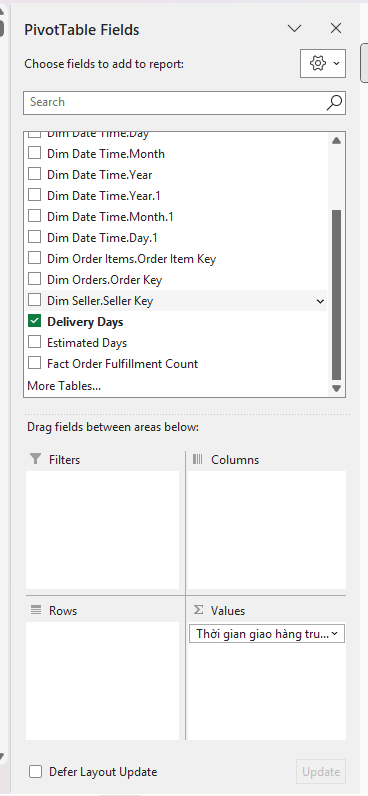 PivotTable Fields
Choose fields to add to report:
Search
Dim Date Time.Day
Dim Date Time.Month
Dim Date Time.Year
Dim Date Time.Year.1
Dim Date Time.Month.1
Dim Date Time.Day.1
Dim Order Items.Order Item Key
Dim Orders.Order Key
Dim Seller.Seller Key
Delivery Days
Estimated Days
Fact Order Fulfillment Count
More Tables...
Drag fields between areas below:
Filters
Columns
Rows
Σ Values
Thời gian giao hàng tru...
Defer Layout Update
Update